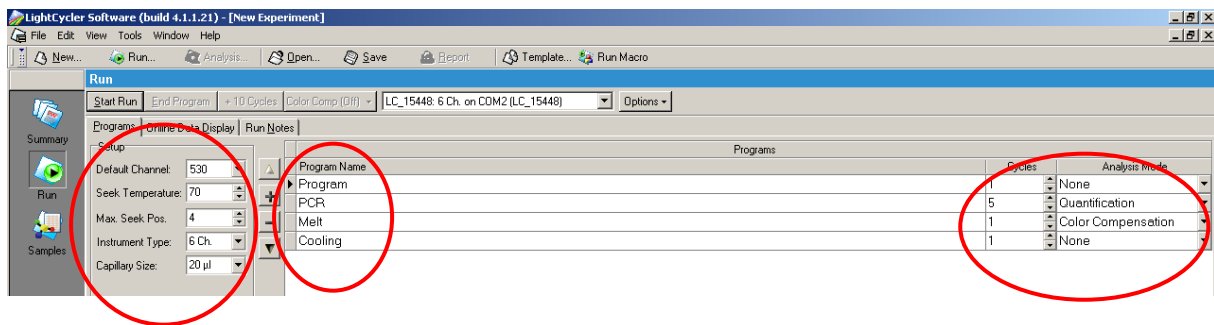 LightCycler Software (build 4.1.1.21) - [New Experiment]
File Edit View Tools Window Help
New... Run... Analysis... Open... Save Report Template... Run Macro
Run
Start Run End Program +10 Cycles Color Comp (Off) LC_15448: 6 Ch. on COM2 (LC_15448) Options
Programs Online Data Display Run Notes
Summary
Run
Samples
Setup
Default Channel: 530
Seek Temperature: 70
Max. Seek Pos. 4
Instrument Type: 6 Ch.
Capillary Size: 20 µl
Programs
Program Name Cycles Analysis Mode
Program 1 None
PCR 5 Quantification
Melt 1 Color Compensation
Cooling 1 None